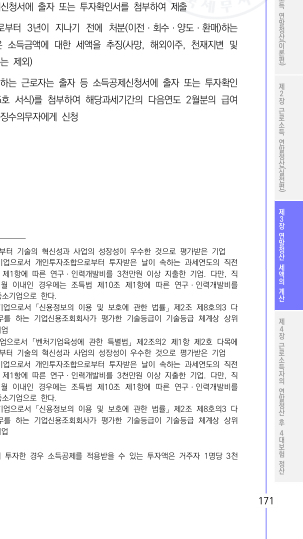 신청서에 출자 또는 투자확인서를 첨부하여 제출
로부터 3년이 지나기 전에 처분(이전 · 회수 · 양도 · 환매)하는
은 소득금액에 대한 세액을 추징(사망, 해외이주, 천재지변 및
는 제외)
하는 근로자는 출자 등 소득공제신청서에 출자 또는 투자확인
호 서식)를 첨부하여 해당과세기간의 다음연도 2월분의 급여
징수의무자에게 신청
부터 기술의 혁신성과 사업의 성장성이 우수한 것으로 평가받은 기업
기업으로서 개인투자조합으로부터 투자받은 날이 속하는 과세연도의 직전
제1항에 따른 연구 · 인력개발비를 3천만원 이상 지출한 기업. 다만, 직
월 이내인 경우에는 조특법 제10조 제1항에 따른 연구 · 인력개발비를
중소기업으로 한다.
기업으로서 「신용정보의 이용 및 보호에 관한 법률」 제2조 제8호의3 다
무를 하는 기업신용조회회사가 평가한 기술등급이 기술등급 체계상 상위
업
업으로서 「벤처기업육성에 관한 특별법」 제2조의2 제1항 제2호 다목에
부터 기술의 혁신성과 사업의 성장성이 우수한 것으로 평가받은 기업
기업으로서 개인투자조합으로부터 투자받은 날이 속하는 과세연도의 직전
제1항에 따른 연구 · 인력개발비를 3천만원 이상 지출한 기업. 다만, 직
월 이내인 경우에는 조특법 제10조 제1항에 따른 연구 · 인력개발비를
중소기업으로 한다.
기업으로서 「신용정보의 이용 및 보호에 관한 법률」 제2조 제8호의3 다
무를 하는 기업신용조회회사가 평가한 기술등급이 기술등급 체계상 상위
업
투자한 경우 소득공제를 적용받을 수 있는 투자액은 거주자 1명당 3천
연말정산(이론편)
제2장 근로소득 연말정산(실전편)
제3장 연말정산 세액의 계산
제4장 근로소득자의 연말정산 후 4대보험 정산
171